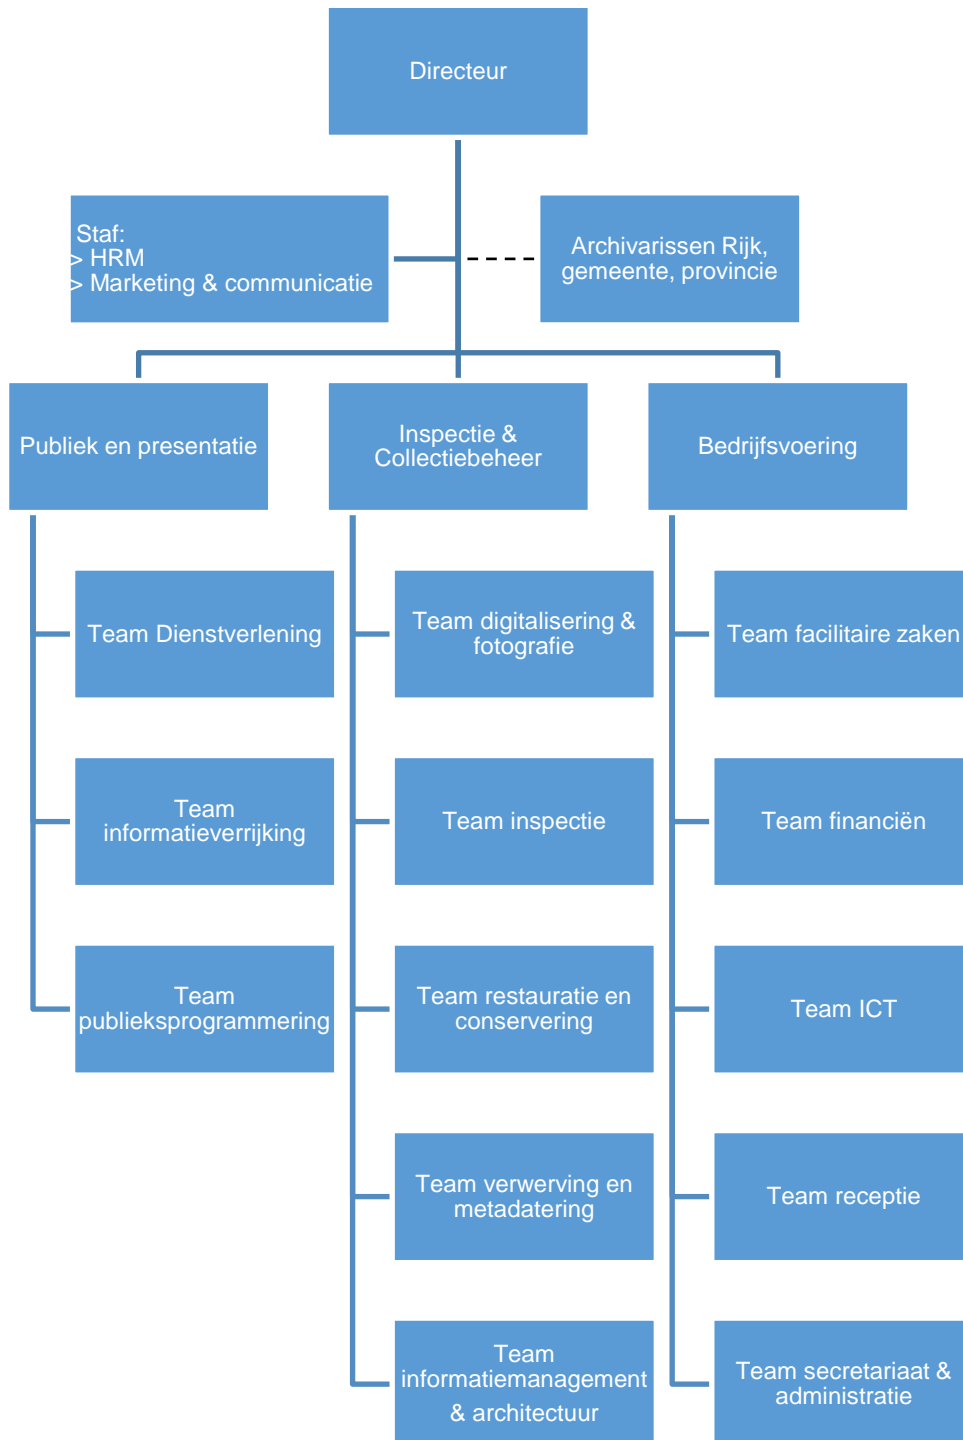 Directeur
Staf:
> HRM
> Marketing & communicatie
Archivarissen Rijk,
gemeente, provincie
Publiek en presentatie
Inspectie &
Collectiebeheer
Bedrijfsvoering
Team Dienstverlening
Team digitalisering &
fotografie
Team facilitaire zaken
Team
informatieverrijking
Team inspectie
Team financiën
Team
publieksprogrammering
Team restauratie en
conservering
Team ICT
Team verwerving en
metadatering
Team receptie
Team
informatiemanagement
& architectuur
Team secretariaat &
administratie